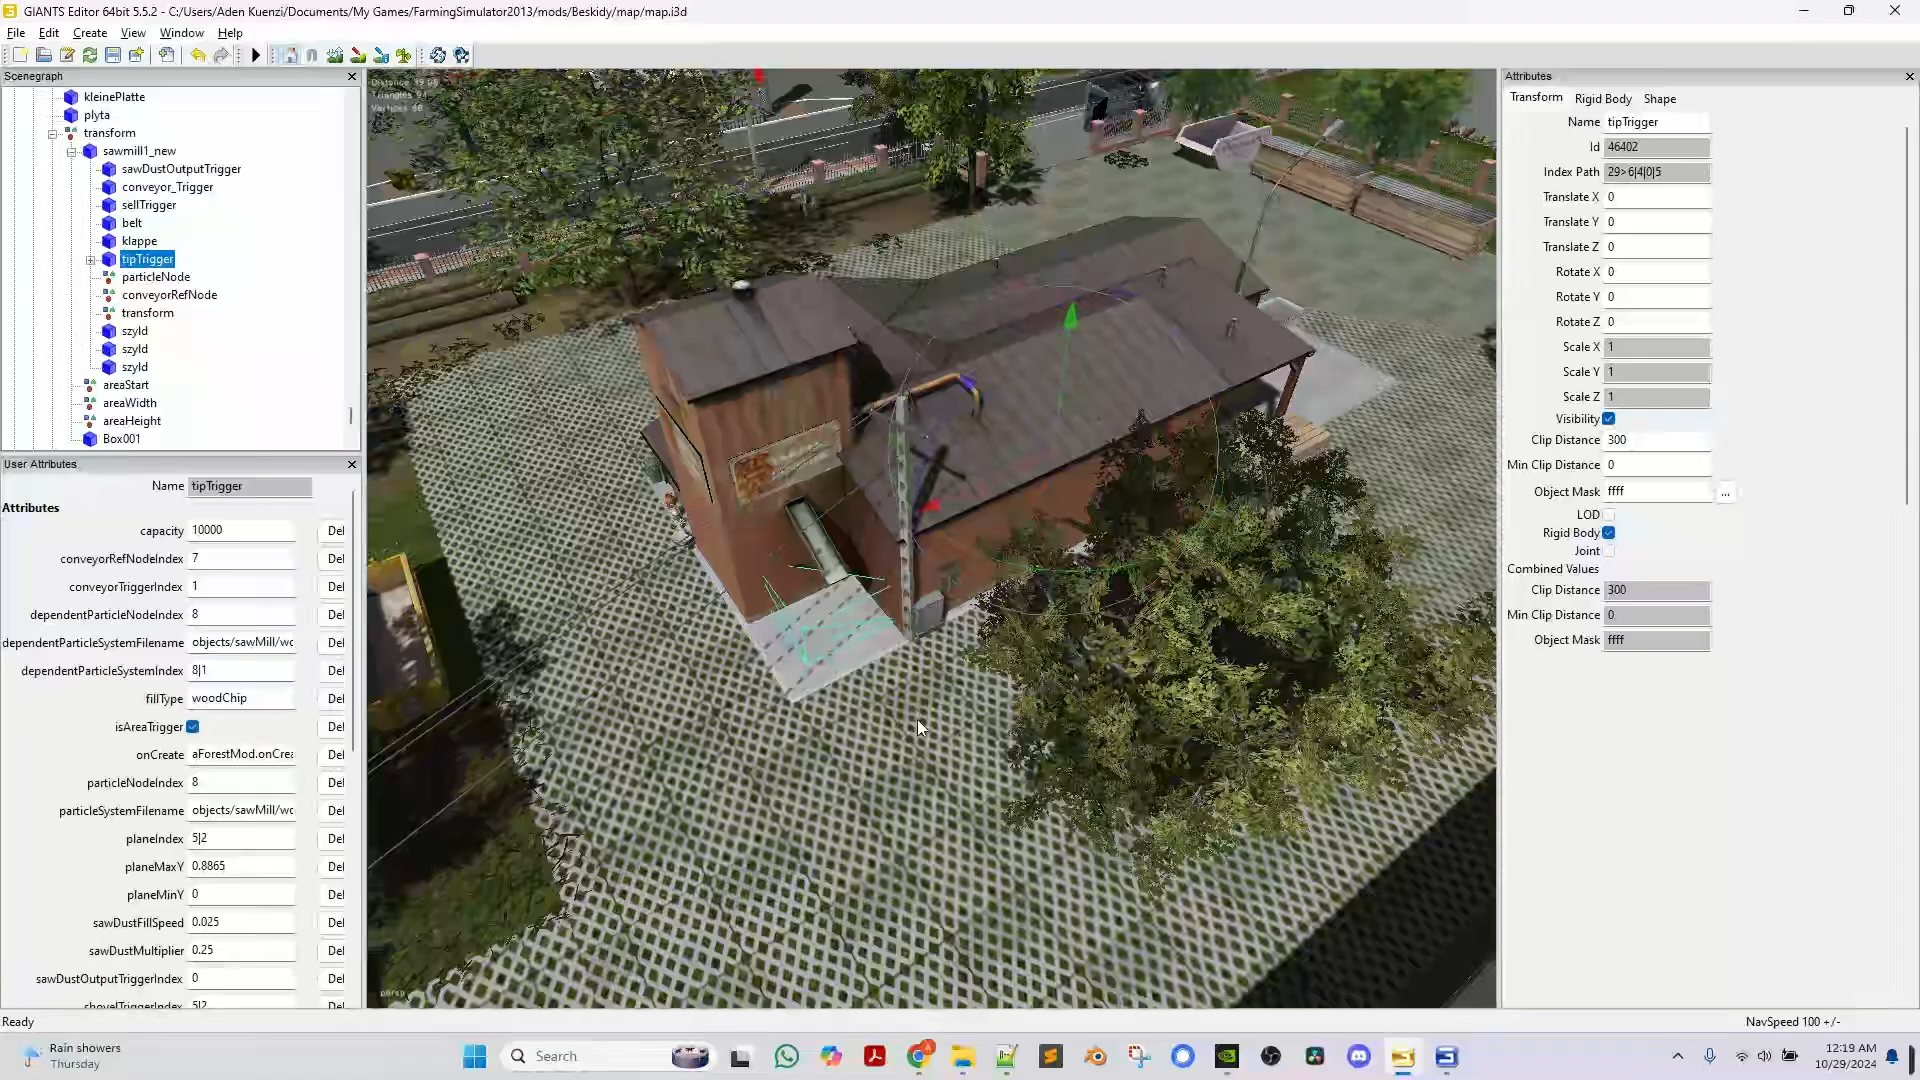 GIANTS Editor 64bit 5.5.2 - C:/Users/Aden Kuenzi/Documents/My Games/FarmingSimulator2013/mods/Beskidy/map/map.i3d
File Edit Create View Window Help
Scenegraph
kleinePlatte
plyta
transform
sawmill1_new
sawDustOutputTrigger
conveyor_Trigger
sellTrigger
belt
klappe
tipTrigger
particleNode
conveyorRefNode
transform
szyld
szyld
szyld
areaStart
areaWidth
areaHeight
Box001
User Attributes
Name tipTrigger
Attributes
capacity 10000 Del
conveyorRefNodeIndex 7 Del
conveyorTriggerIndex 1 Del
dependentParticleNodeIndex 8 Del
dependentParticleSystemFilename objects/sawMill/wo Del
dependentParticleSystemIndex 8|1 Del
fillType woodChip Del
isAreaTrigger Del
onCreate aForestMod.onCrea Del
particleNodeIndex 8 Del
particleSystemFilename objects/sawMill/wo Del
planeIndex 5|2 Del
planeMaxY 0.8865 Del
planeMinY 0 Del
sawDustFillSpeed 0.025 Del
sawDustMultiplier 0.25 Del
sawDustOutputTriggerIndex 0 Del
shovelTriggerIndex 5|2 Del
persp
Attributes
Transform Rigid Body Shape
Name tipTrigger
Id 46402
Index Path 29>6|4|0|5
Translate X 0
Translate Y 0
Translate Z 0
Rotate X 0
Rotate Y 0
Rotate Z 0
Scale X 1
Scale Y 1
Scale Z 1
Visibility
Clip Distance 300
Min Clip Distance 0
Object Mask ffff ...
LOD
Rigid Body
Joint
Combined Values
Clip Distance 300
Min Clip Distance 0
Object Mask ffff
Ready
NavSpeed 100 +/-
Rain showers
Thursday
Search
12:19 AM
10/29/2024